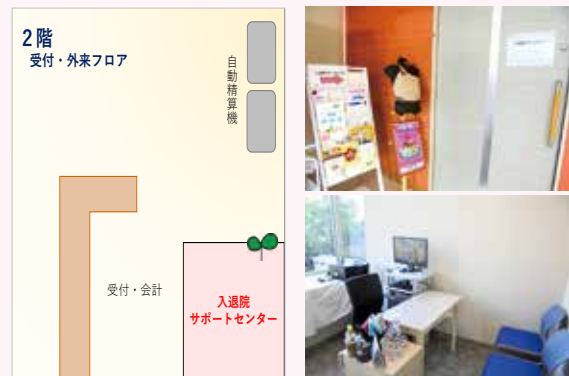 2階
受付・外来フロア
自動精算機
受付・会計
入退院
サポートセンター